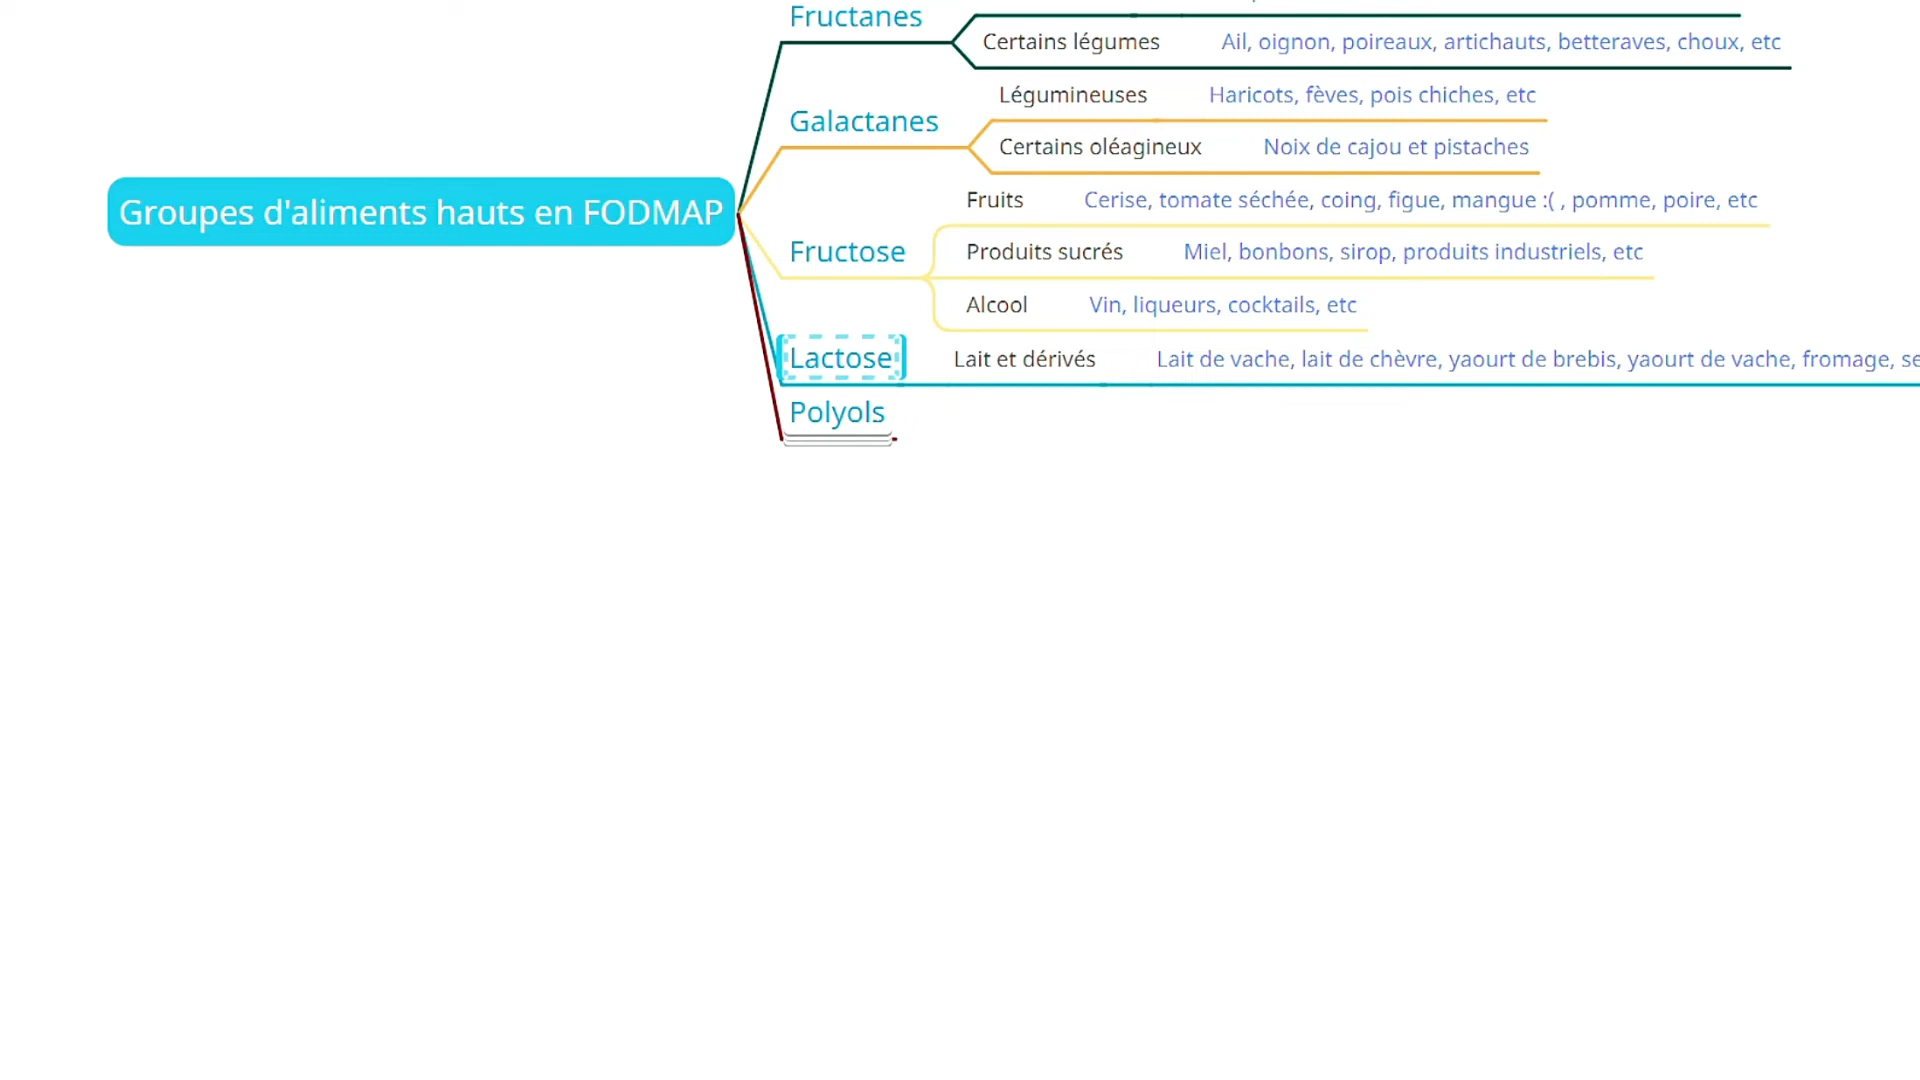 Fructanes
Certains légumes Ail, oignon, poireaux, artichauts, betteraves, choux, etc
Légumineuses Haricots, fèves, pois chiches, etc
Galactanes
Certains oléagineux Noix de cajou et pistaches
Groupes d'aliments hauts en FODMAP
Fruits Cerise, tomate séchée, coing, figue, mangue :( , pomme, poire, etc
Fructose
Produits sucrés Miel, bonbons, sirop, produits industriels, etc
Alcool Vin, liqueurs, cocktails, etc
Lactose
Lait et dérivés Lait de vache, lait de chèvre, yaourt de brebis, yaourt de vache, fromage,
Polyols